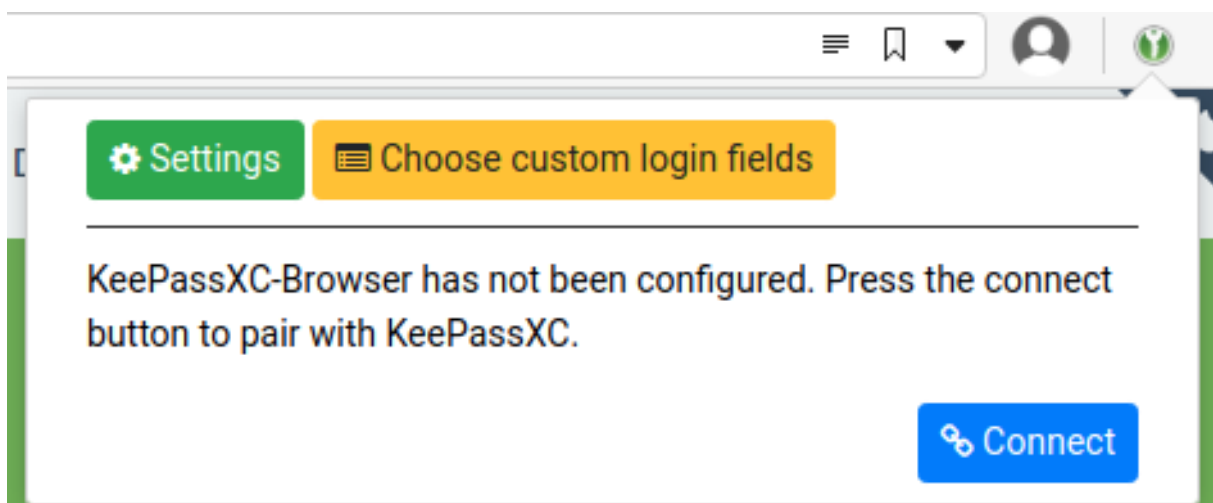 Settings
Choose custom login fields
KeePassXC-Browser has not been configured. Press the connect
button to pair with KeePassXC.
Connect